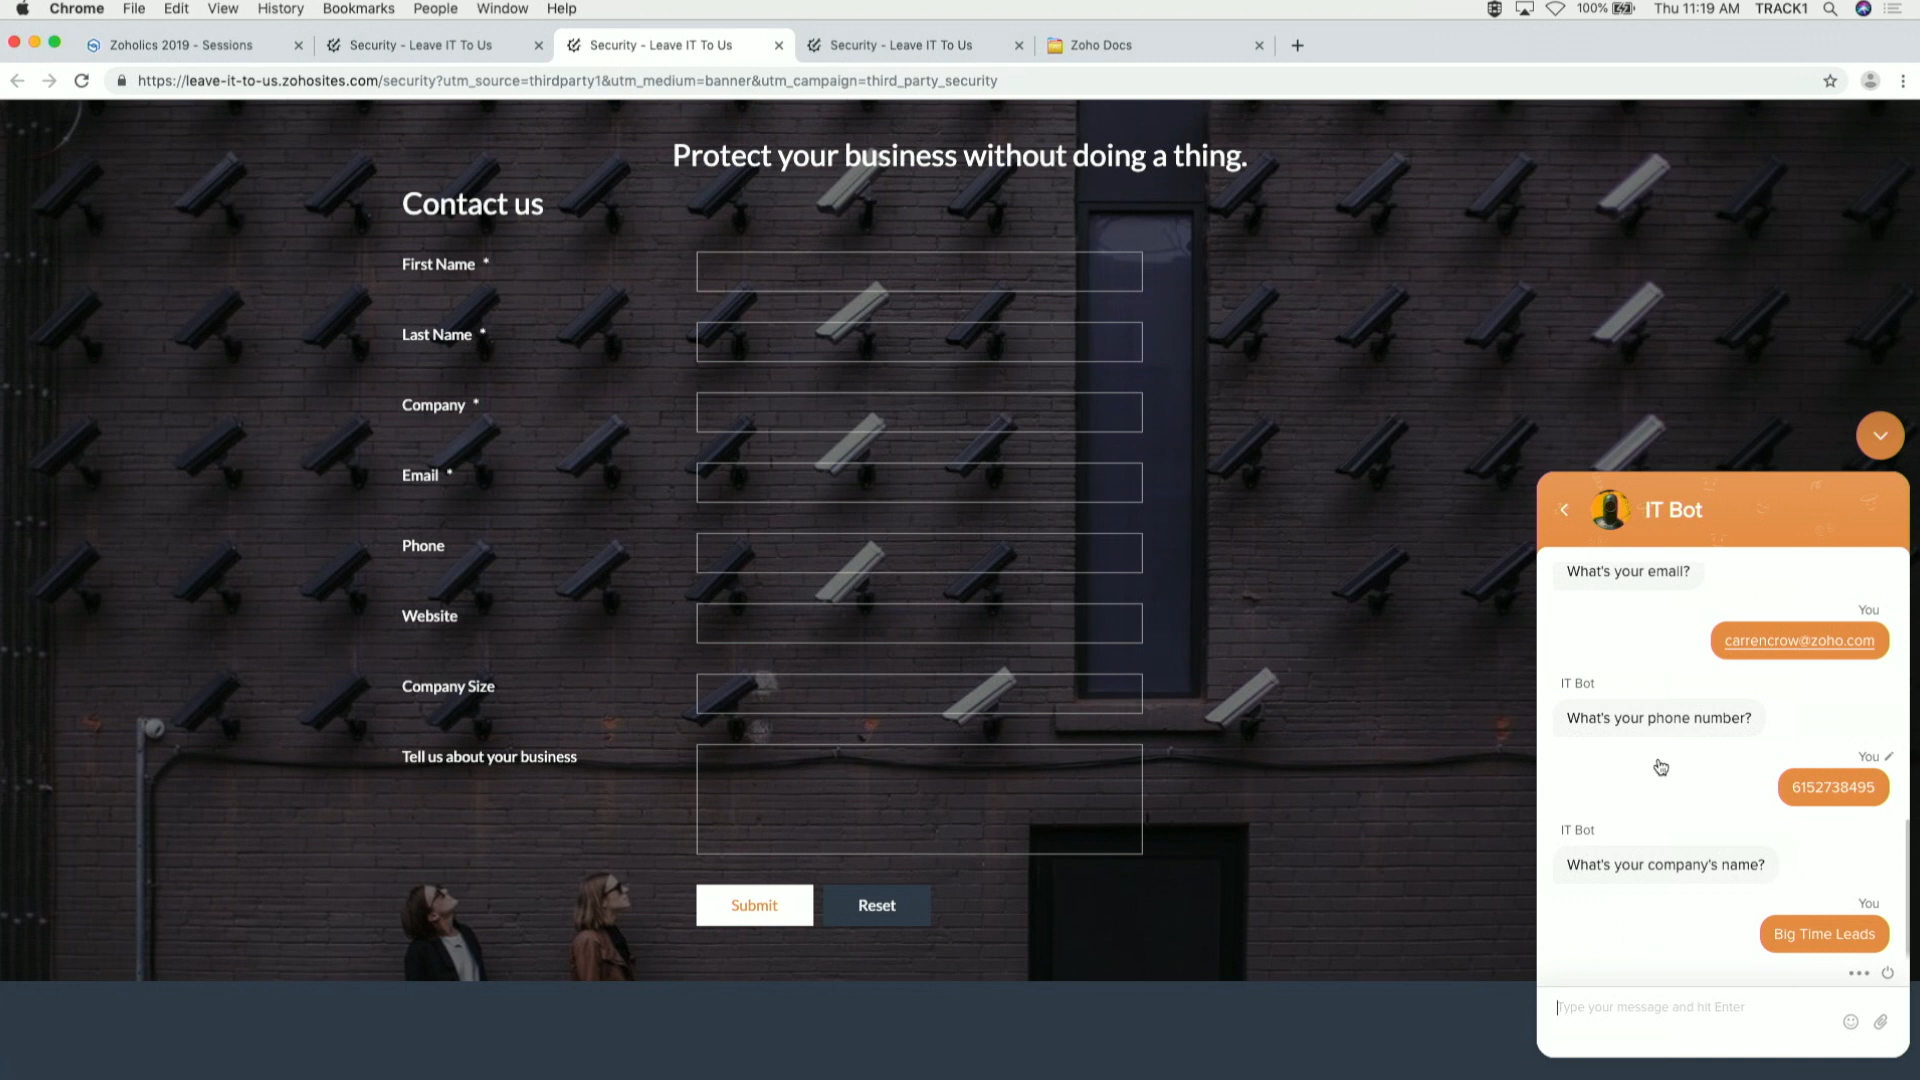 Chrome File Edit View History Bookmarks People Window Help 100% Thu 11:19 AM TRACK1
Zoholics 2019 - Sessions Security - Leave IT To Us Security - Leave IT To Us Security - Leave IT To Us Zoho Docs
https://leave-it-to-us.zohosites.com/security?utm_source=thirdparty1&utm_medium=banner&utm_campaign=third_party_security
Protect your business without doing a thing.
Contact us
First Name *
Last Name *
Company *
Email *
Phone
Website
Company Size
Tell us about your business
Submit Reset
IT Bot
What's your email?
You
carrencrow@zoho.com
IT Bot
What's your phone number?
You
6152738495
IT Bot
What's your company's name?
You
Big Time Leads
Type your message and hit Enter